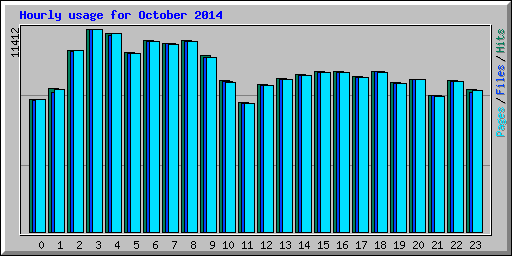 Hourly usage for October 2014
11412
Pages/Files/Hits
0 1 2 3 4 5 6 7 8 9 10 11 12 13 14 15 16 17 18 19 20 21 22 23